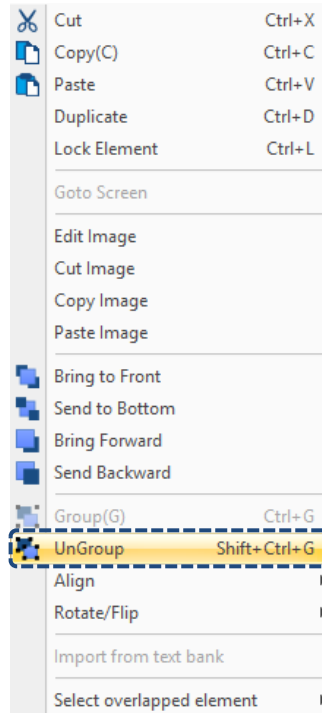 Cut Ctrl+X
Copy(C) Ctrl+C
Paste Ctrl+V
Duplicate Ctrl+D
Lock Element Ctrl+L
Goto Screen
Edit Image
Cut Image
Copy Image
Paste Image
Bring to Front
Send to Bottom
Bring Forward
Send Backward
Group(G) Ctrl+G
UnGroup Shift+Ctrl+G
Align
Rotate/Flip
Import from text bank
Select overlapped element